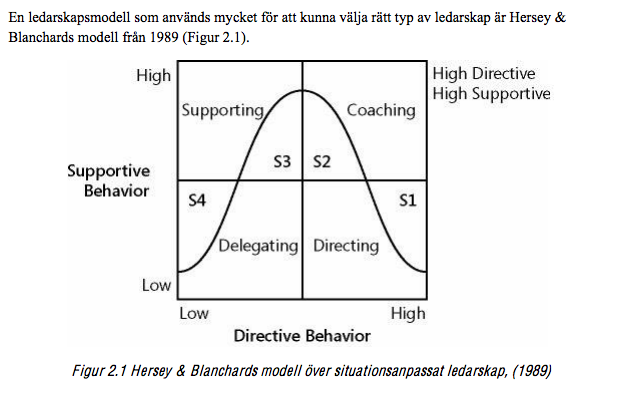 En ledarskapsmodell som används mycket för att kunna välja rätt typ av ledarskap är Hersey &
Blanchards modell från 1989 (Figur 2.1).
High
High Directive
High Supportive
Supporting
Coaching
S3
S2
Supportive
Behavior
S4
S1
Delegating
Directing
Low
Low
High
Directive Behavior
Figur 2.1 Hersey & Blanchards modell över situationsanpassat ledarskap, (1989)